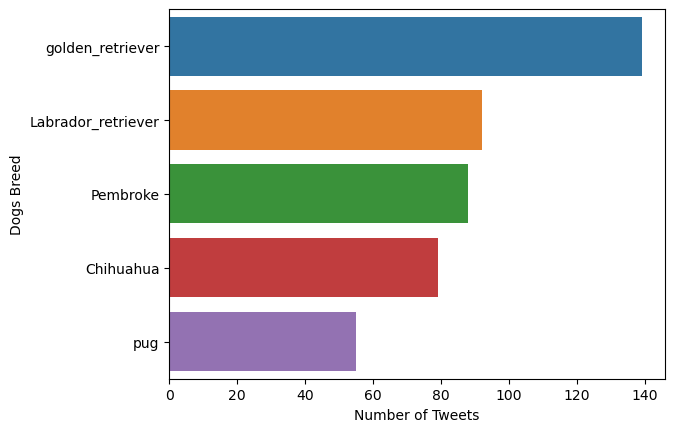 golden_retriever
Labrador_retriever
Pembroke
Chihuahua
pug
Dogs Breed
0 20 40 60 80 100 120 140
Number of Tweets